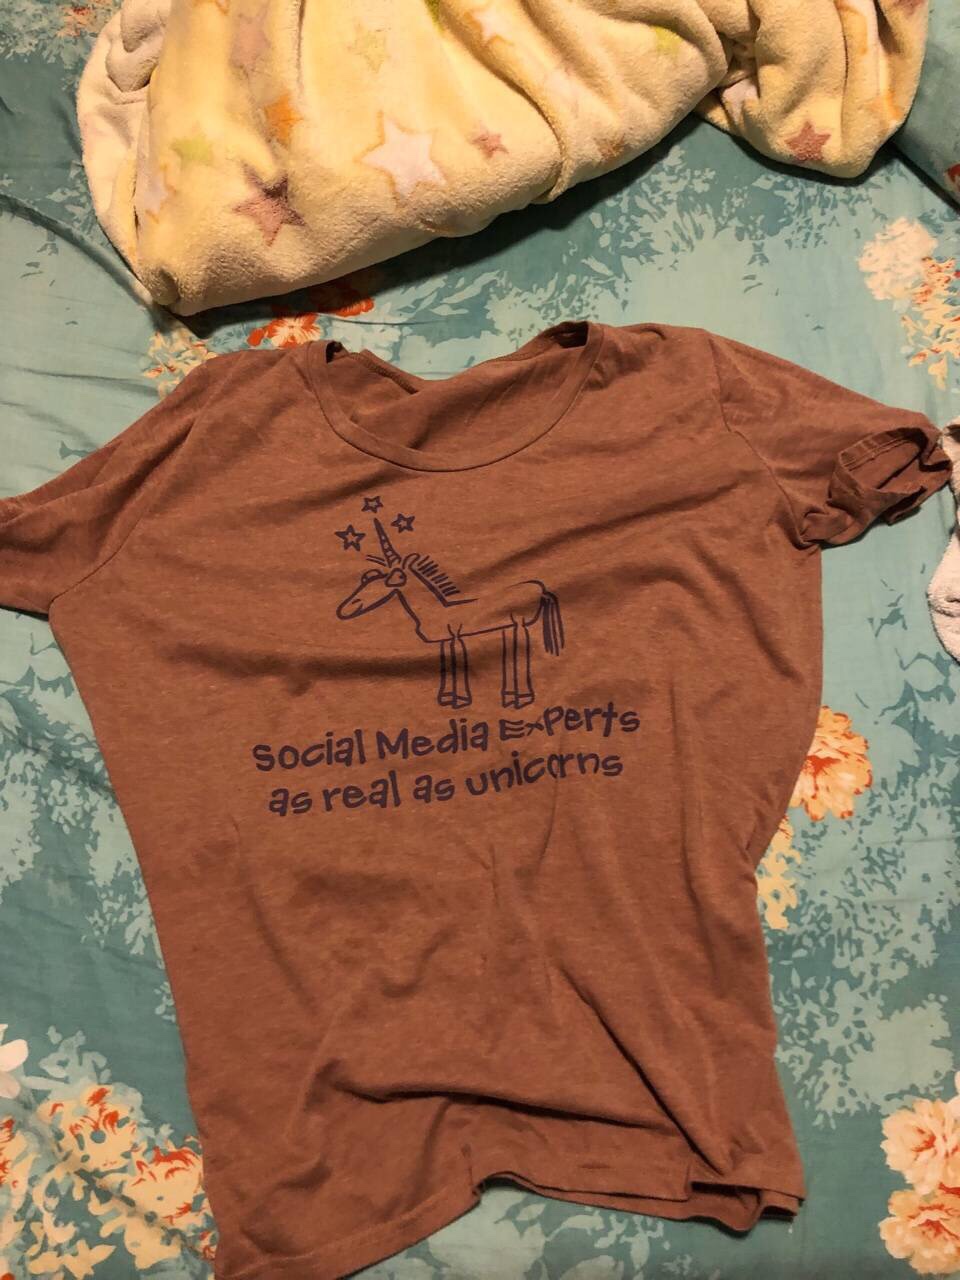 Social Media Experts
as real as unicorns